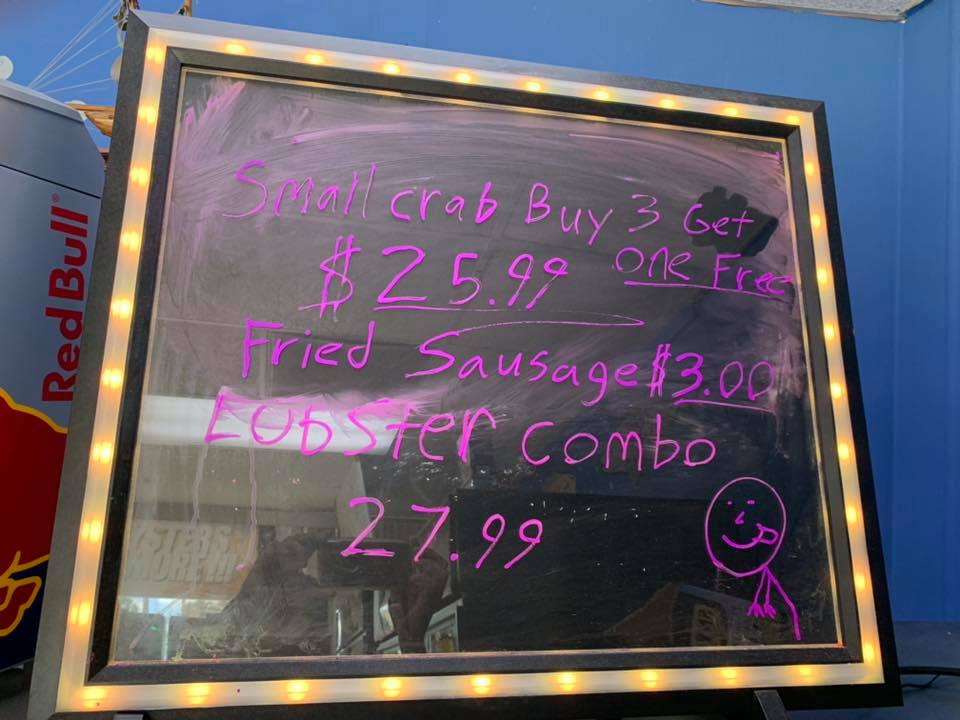 Small crab Buy 3 Get
$25.99 one Free
Fried Sausage $3.00
Lobster combo
27.99
Red Bull